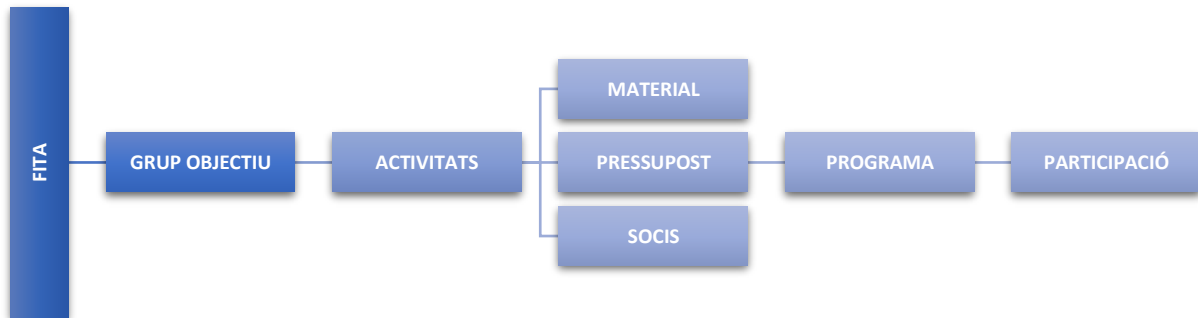 FITA
GRUP OBJECTIU
ACTIVITATS
MATERIAL
PRESSUPOST
SOCIS
PROGRAMA
PARTICIPACIÓ